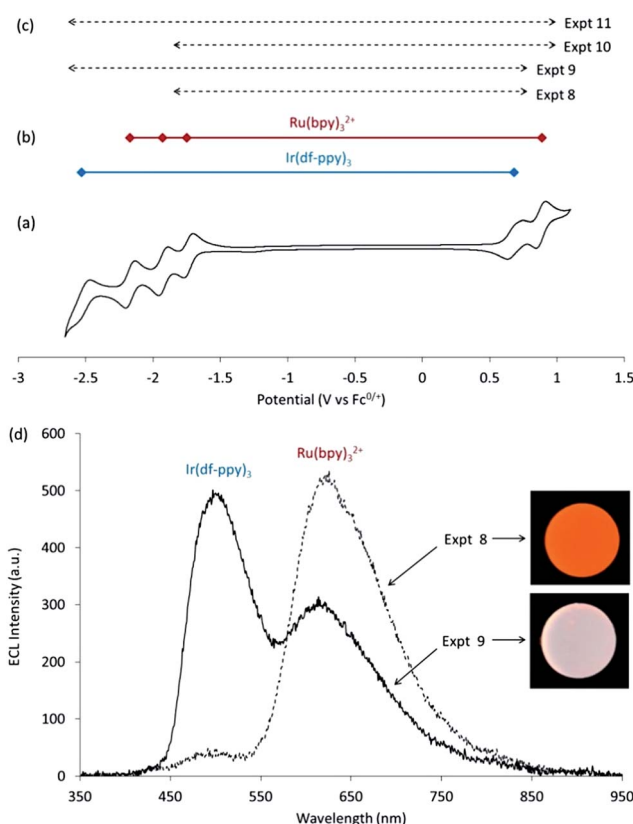 (c)
Expt 11
Expt 10
Expt 9
Expt 8
(b)
Ru(bpy)₃²⁺
Ir(df-ppy)₃
(a)
-3 -2.5 -2 -1.5 -1 -0.5 0 0.5 1 1.5
Potential (V vs Fc⁰/⁺)
(d)
600
500
400
300
200
100
0
ECL Intensity (a.u.)
Ir(df-ppy)₃
Ru(bpy)₃²⁺
Expt 8
Expt 9
350 450 550 650 750 850 950
Wavelength (nm)